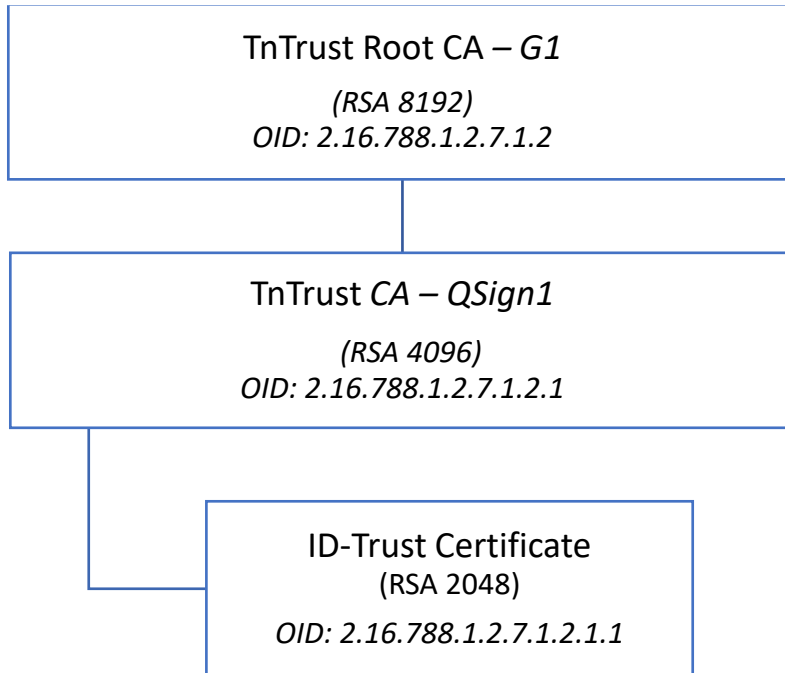 TnTrust Root CA – G1
(RSA 8192)
OID: 2.16.788.1.2.7.1.2
TnTrust CA – QSign1
(RSA 4096)
OID: 2.16.788.1.2.7.1.2.1
ID-Trust Certificate
(RSA 2048)
OID: 2.16.788.1.2.7.1.2.1.1